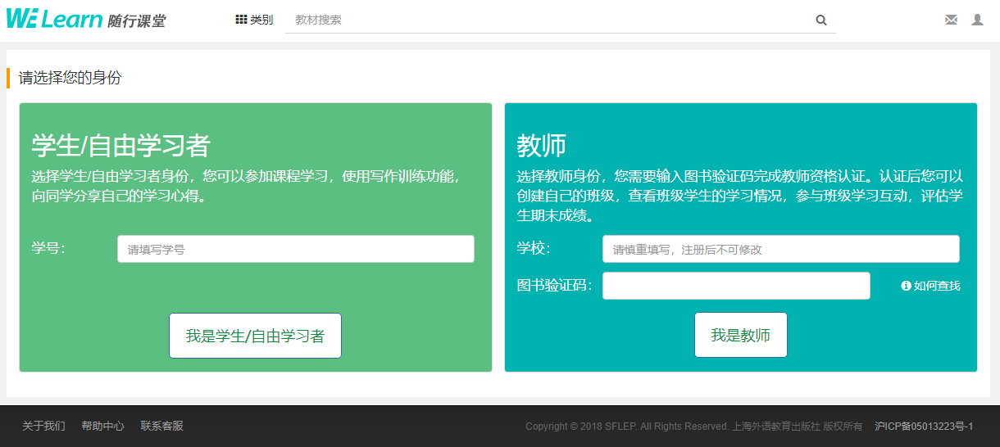 WE Learn 随行课堂
类别
教材搜索
请选择您的身份
学生/自由学习者
选择学生/自由学习者身份，您可以参加课程学习，使用写作训练功能，
向同学分享自己的学习心得。
学号：
请填写学号
我是学生/自由学习者
教师
选择教师身份，您需要输入图书验证码完成教师资格认证。认证后您可以
创建自己的班级，查看班级学生的学习情况，参与班级学习互动，评估学
生期末成绩。
学校：
请慎重填写，注册后不可修改
图书验证码：
如何查找
我是教师
关于我们 帮助中心 联系客服
Copyright © 2018 SFLEP. All Rights Reserved. 上海外语教育出版社 版权所有 沪ICP备05013223号-1